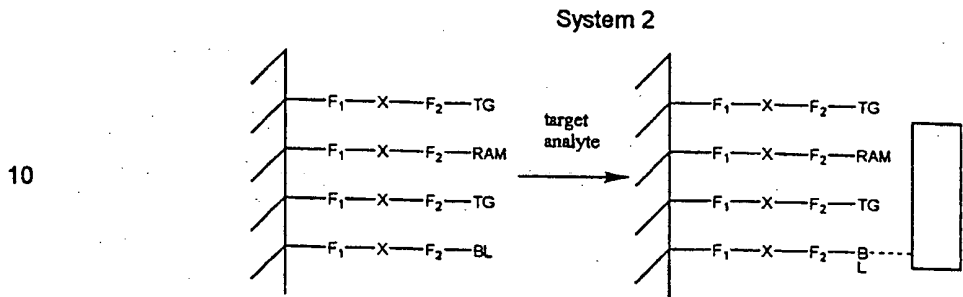 System 2
F₁—X—F₂—TG F₁—X—F₂—TG
target
analyte
10 F₁—X—F₂—RAM F₁—X—F₂—RAM
F₁—X—F₂—TG F₁—X—F₂—TG
F₁—X—F₂—BL F₁—X—F₂—B
L